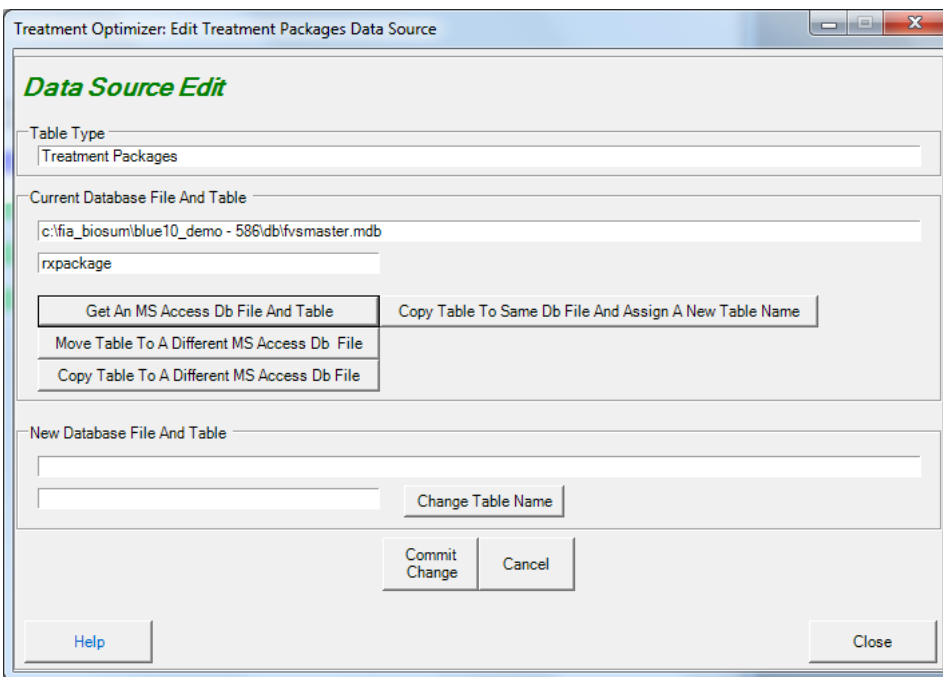 Treatment Optimizer: Edit Treatment Packages Data Source
Data Source Edit
Table Type
Treatment Packages
Current Database File And Table
c:\fia_biosum\blue10_demo - 586\db\fvsmaster.mdb
rxpackage
Get An MS Access Db File And Table
Copy Table To Same Db File And Assign A New Table Name
Move Table To A Different MS Access Db  File
Copy Table To A Different MS Access Db File
New Database File And Table
Change Table Name
Commit
Change
Cancel
Help
Close